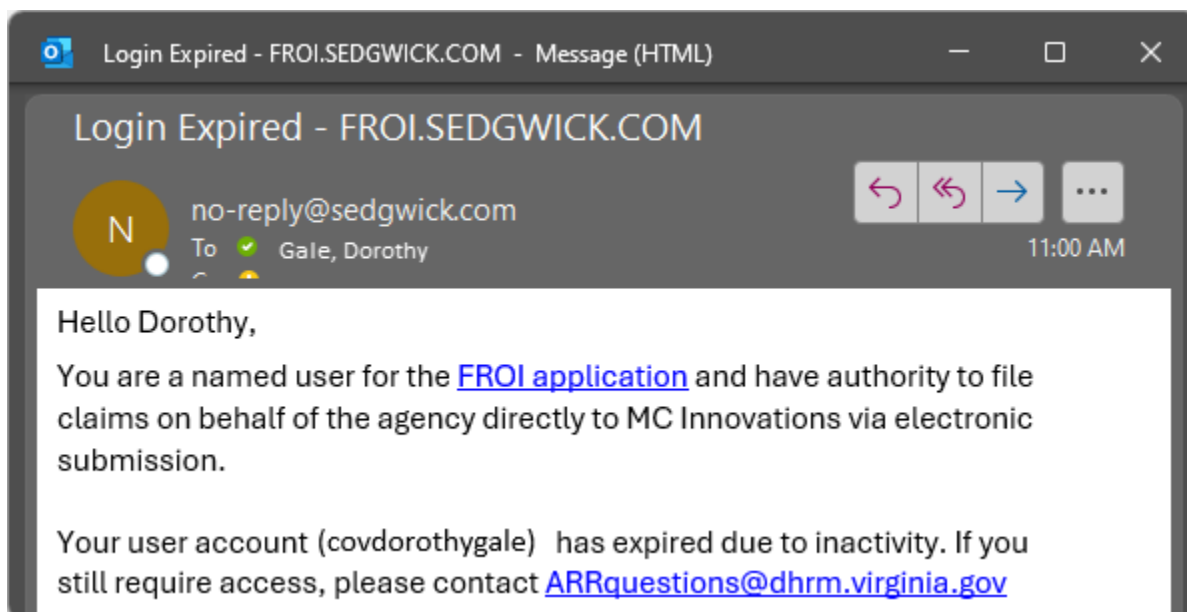 Login Expired - FROI.SEDGWICK.COM - Message (HTML)
Login Expired - FROI.SEDGWICK.COM
N
no-reply@sedgwick.com
To Gale, Dorothy
11:00 AM
Hello Dorothy,
You are a named user for the FROI application and have authority to file
claims on behalf of the agency directly to MC Innovations via electronic
submission.
Your user account (covdorothygale) has expired due to inactivity. If you
still require access, please contact ARRquestions@dhrm.virginia.gov